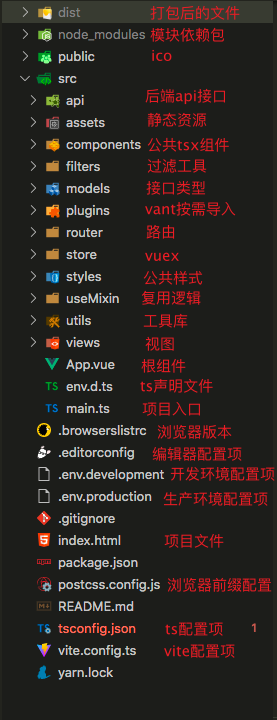 dist 打包后的文件
node_modules 模块依赖包
public ico
src
api 后端api接口
assets 静态资源
components 公共tsx组件
filters 过滤工具
models 接口类型
plugins vant按需导入
router 路由
store vuex
styles 公共样式
useMixin 复用逻辑
utils 工具库
views 视图
App.vue 根组件
TS env.d.ts ts声明文件
TS main.ts 项目入口
.browserslistrc 浏览器版本
.editorconfig 编辑器配置项
.env.development 开发环境配置项
.env.production 生产环境配置项
.gitignore
index.html 项目文件
package.json
postcss.config.js 浏览器前缀配置
README.md
TS tsconfig.json ts配置项 1
vite.config.ts vite配置项
yarn.lock